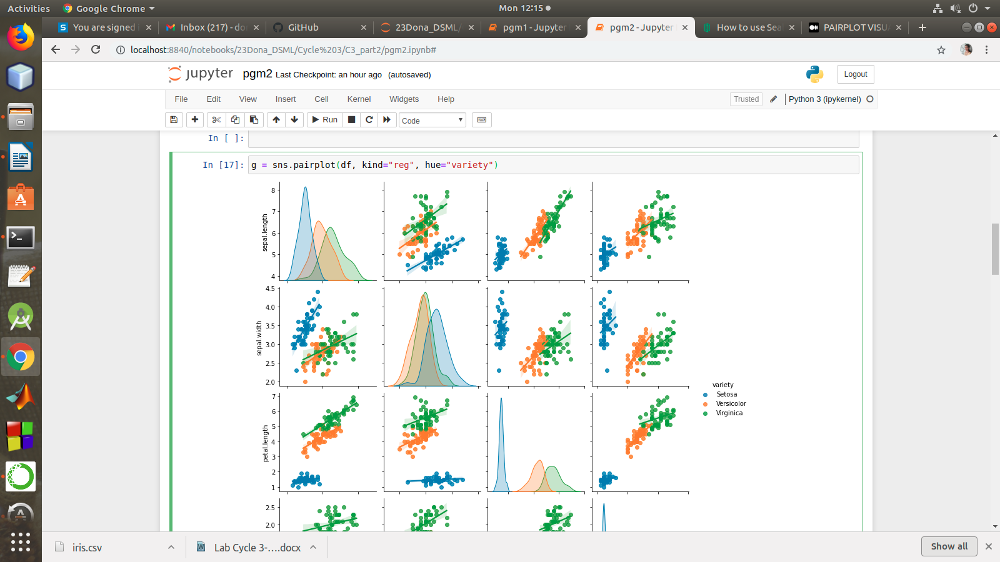 Activities Google Chrome Mon 12:15
You are signed Inbox (217) - do GitHub 23Dona_DSML/ pgm1 - Jupyter pgm2 - Jupyter How to use Sea PAIRPLOT VISU
localhost:8840/notebooks/23Dona_DSML/Cycle%203/C3_part2/pgm2.ipynb#
jupyter pgm2 Last Checkpoint: an hour ago (autosaved) Logout
File Edit View Insert Cell Kernel Widgets Help Trusted Python 3 (ipykernel)
Run Code
In [ ]:
In [17]: g = sns.pairplot(df, kind="reg", hue="variety")
8
7
6
5
4
sepal.length
4.5
4.0
3.5
3.0
2.5
2.0
sepal.width
7
6
5
4
3
2
1
petal.length
2.5
2.0
variety
Setosa
Versicolor
Virginica
iris.csv Lab Cycle 3-....docx Show all